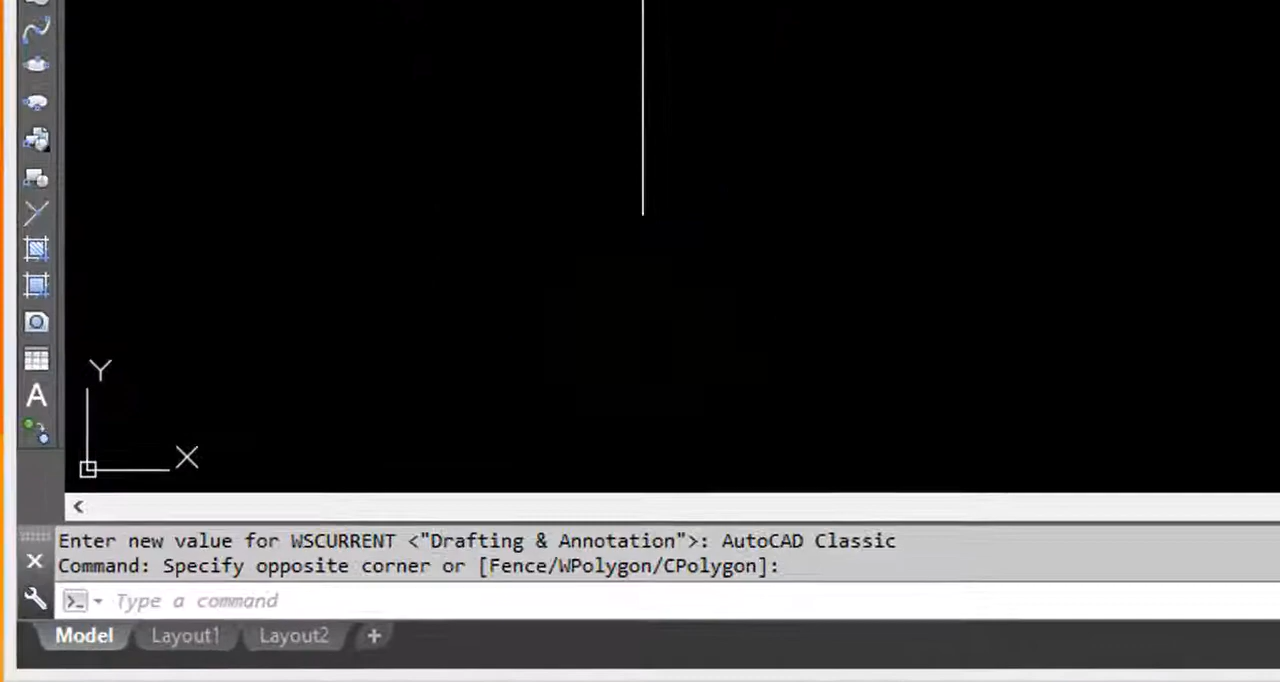 A
Y
X
Enter new value for WSCURRENT <"Drafting & Annotation">: AutoCAD Classic
Command: Specify opposite corner or [Fence/WPolygon/CPolygon]:
Type a command
Model Layout1 Layout2 +